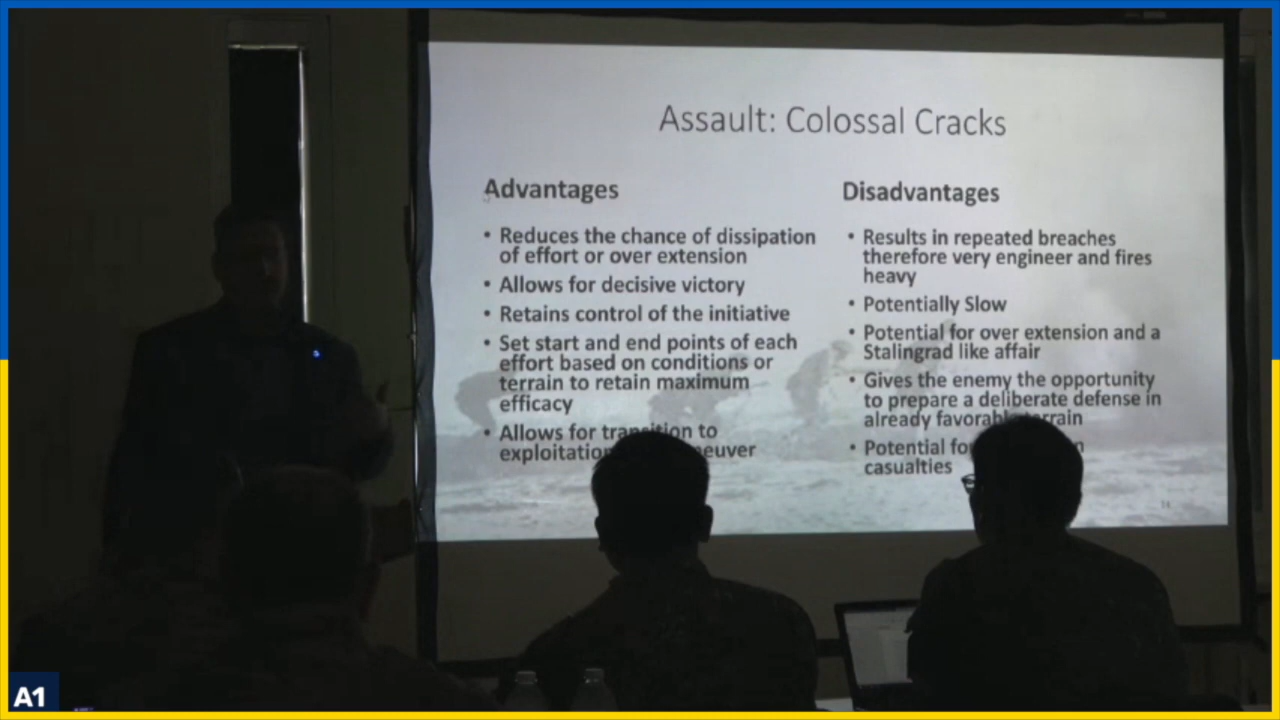 Assault: Colossal Cracks
Advantages
• Reduces the chance of dissipation
of effort or over extension
• Allows for decisive victory
• Retains control of the initiative
• Set start and end points of each
effort based on conditions or
terrain to retain maximum
efficacy
• Allows for to
exploitation
Disadvantages
• Results in repeated breaches
therefore very engineer and fires
heavy
• Potentially Slow
• Potential for over extension and a
Stalingrad like affair
• Gives the enemy the opportunity
to prepare a deliberate defense in
already favorable terrain
• Potential
casualties
14
A1